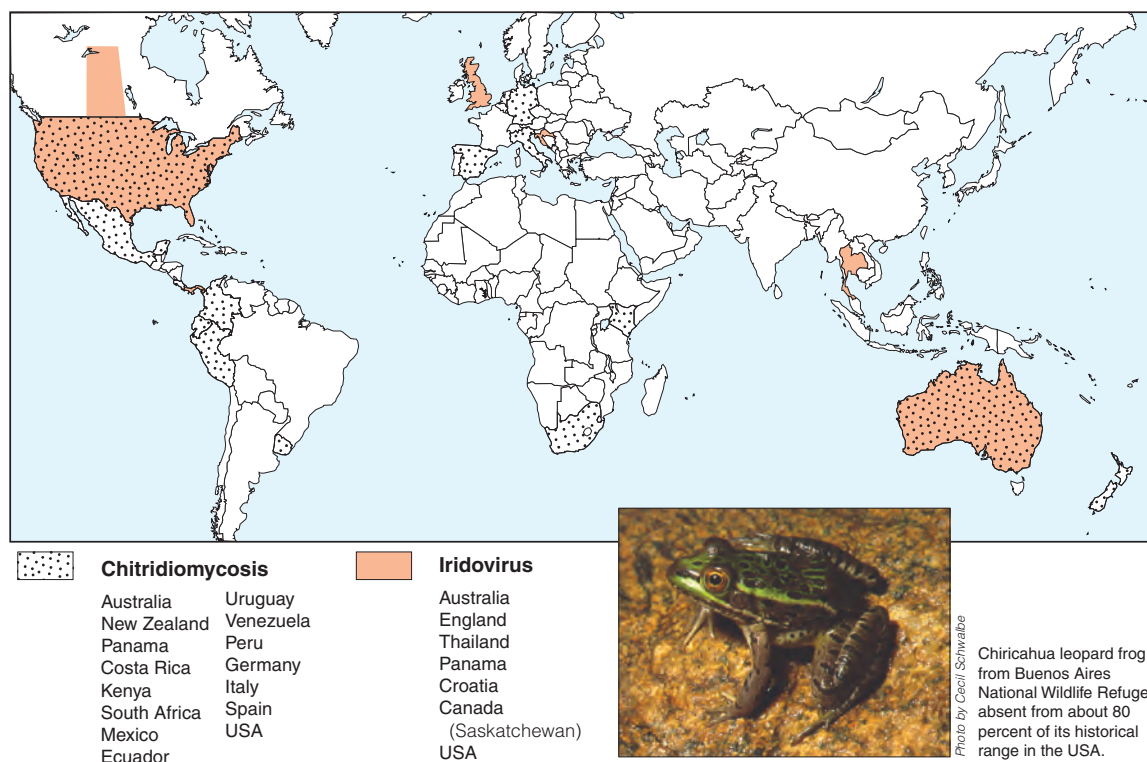 Chitridiomycosis
Australia
New Zealand
Panama
Costa Rica
Kenya
South Africa
Mexico
Ecuador
Uruguay
Venezuela
Peru
Germany
Italy
Spain
USA
Iridovirus
Australia
England
Thailand
Panama
Croatia
Canada
(Saskatchewan)
USA
Photo by Cecil Schwalbe
Chiricahua leopard frog
from Buenos Aires
National Wildlife Refuge
absent from about 80
percent of its historical
range in the USA.